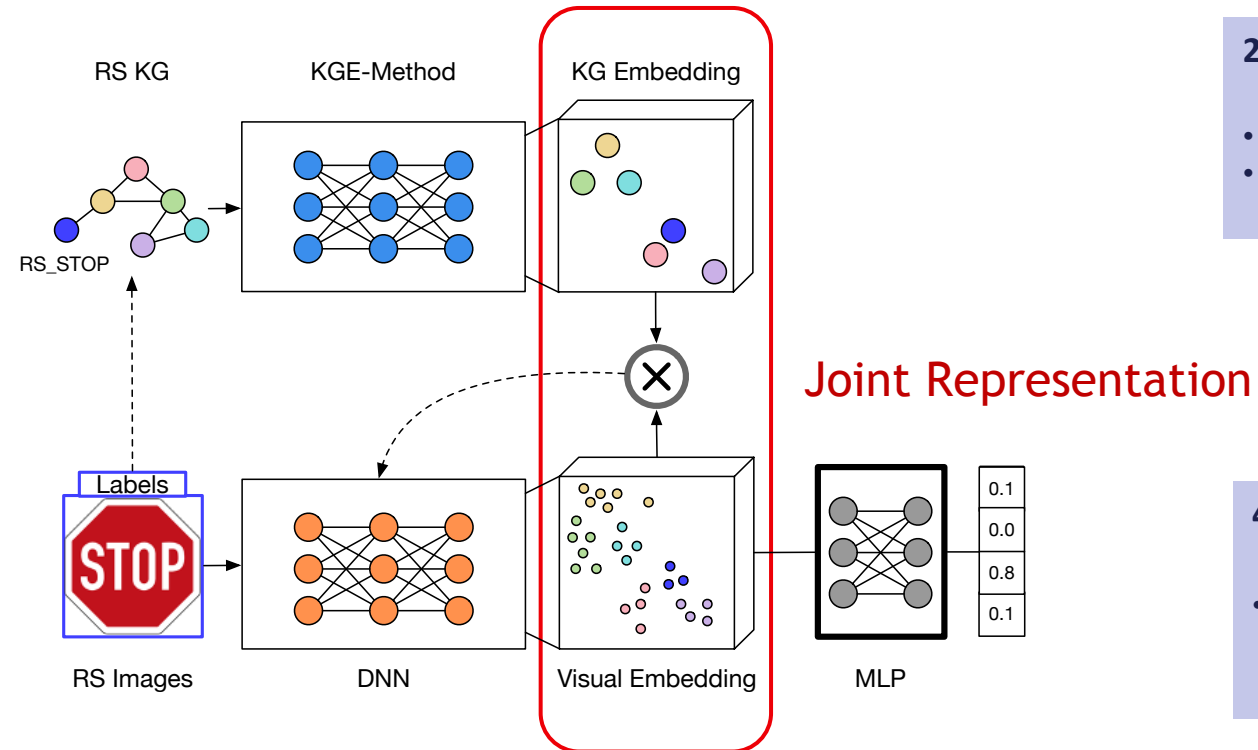 RS KG
KGE-Method
KG Embedding
2
•
•
RS_STOP
Joint Representation
Labels
STOP
0.1
0.0
0.8
0.1
•
RS Images
DNN
Visual Embedding
MLP